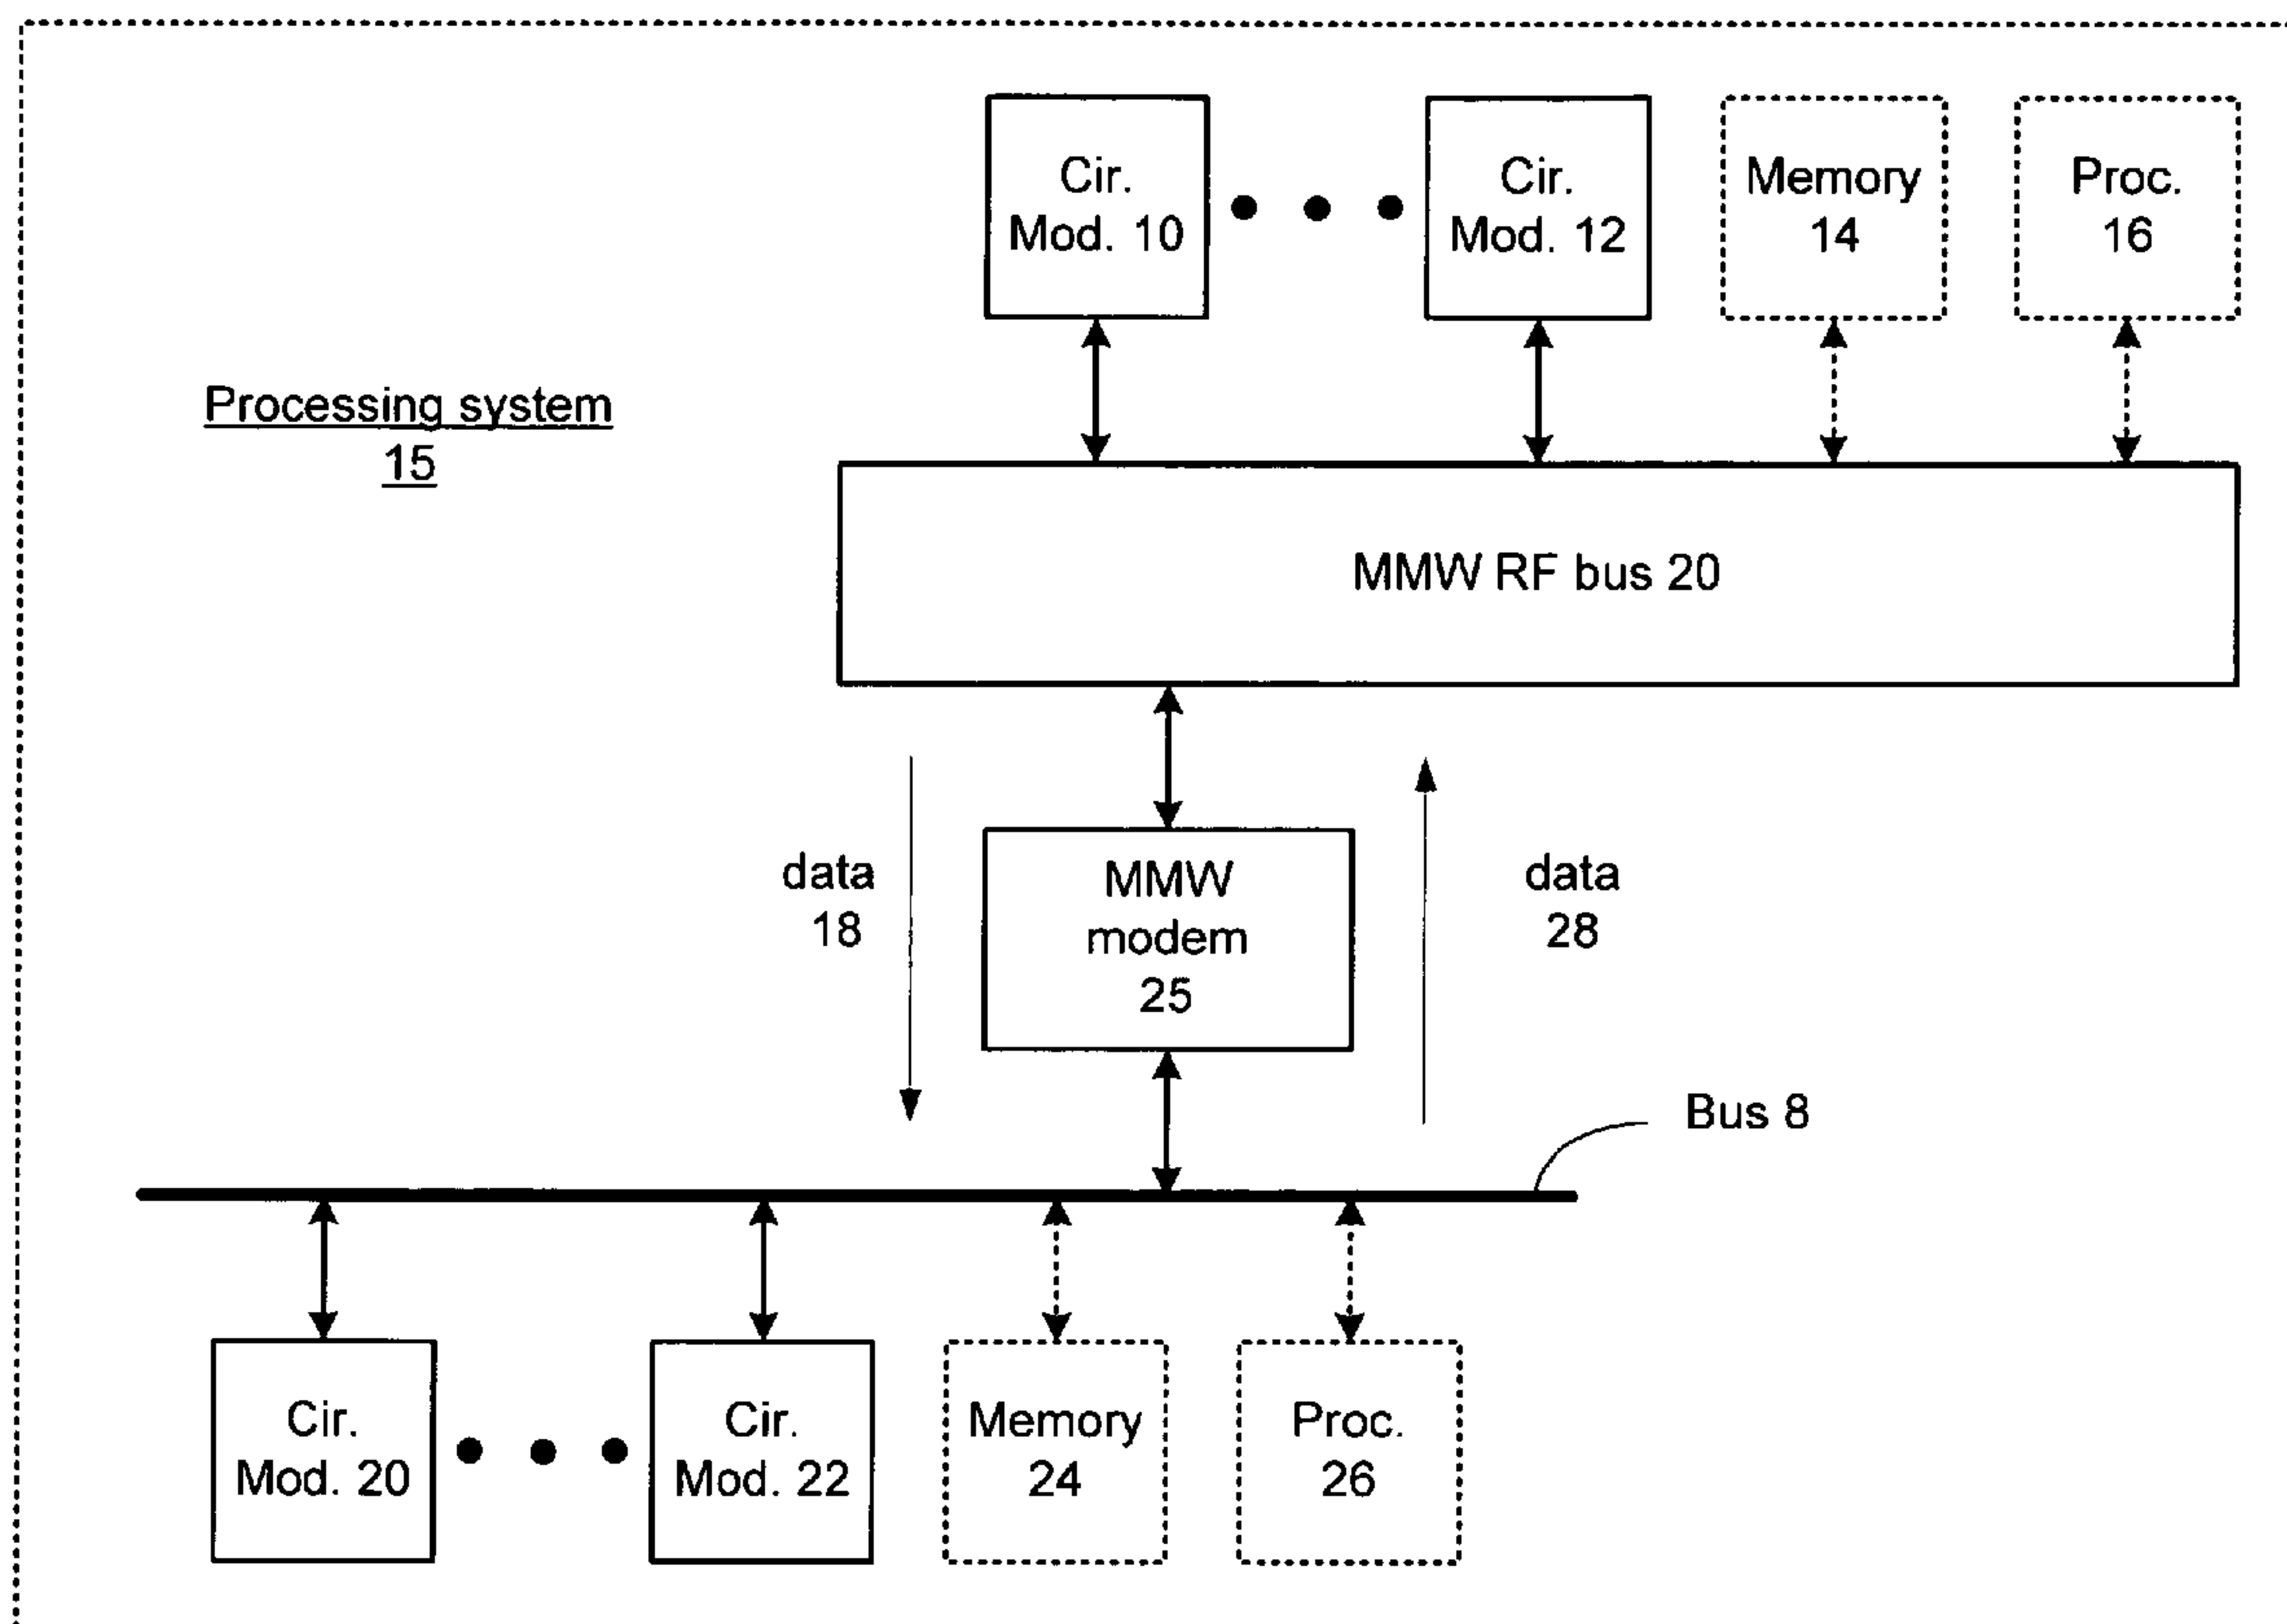 Cir.
Mod. 10
Cir.
Mod. 12
Memory
14
Proc.
16
Processing system
15
MMW RF bus 20
data
18
MMW
modem
25
data
28
Bus 8
Cir.
Mod. 20
Cir.
Mod. 22
Memory
24
Proc.
26